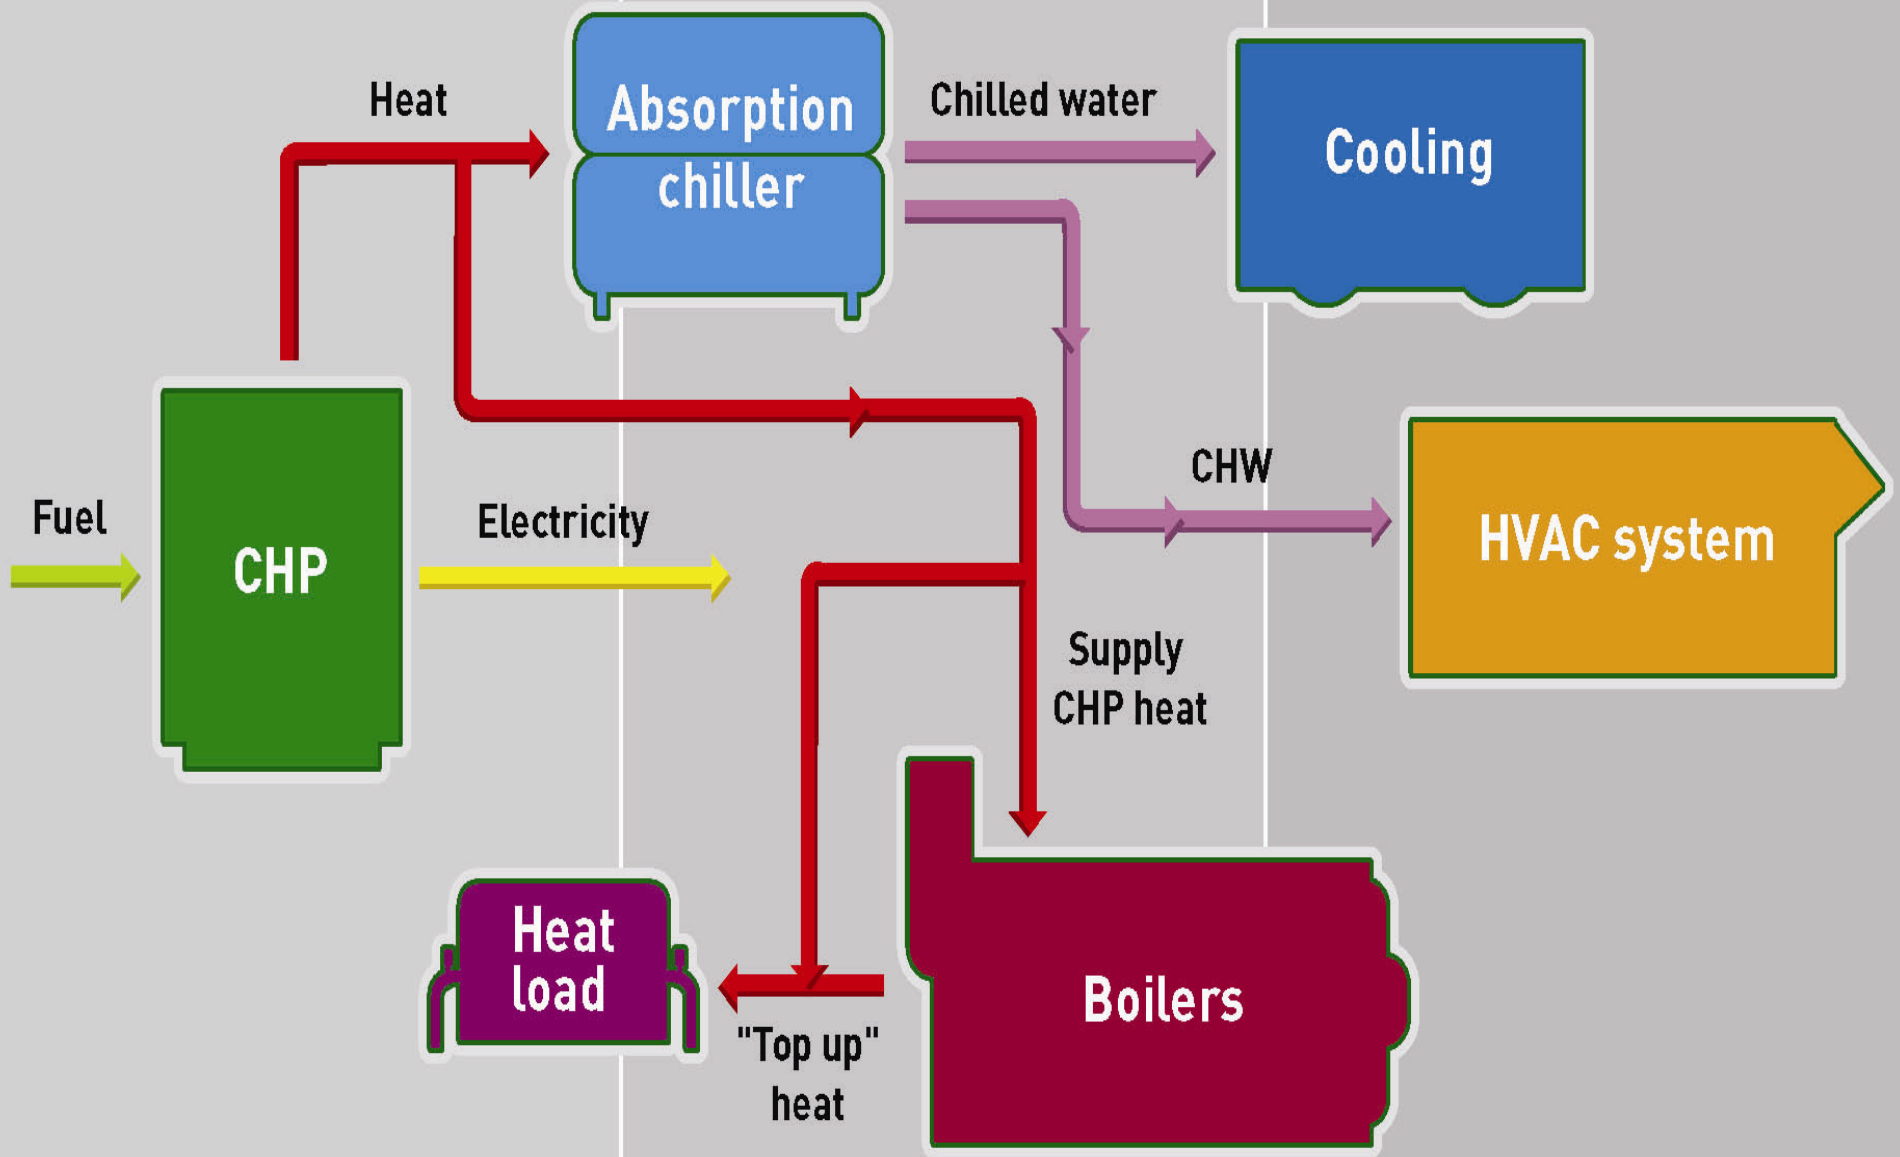 Heat
Absorption
chiller
Chilled water
Cooling
Fuel
CHP
Electricity
CHW
HVAC system
Supply
CHP heat
Heat
load
"Top up"
heat
Boilers